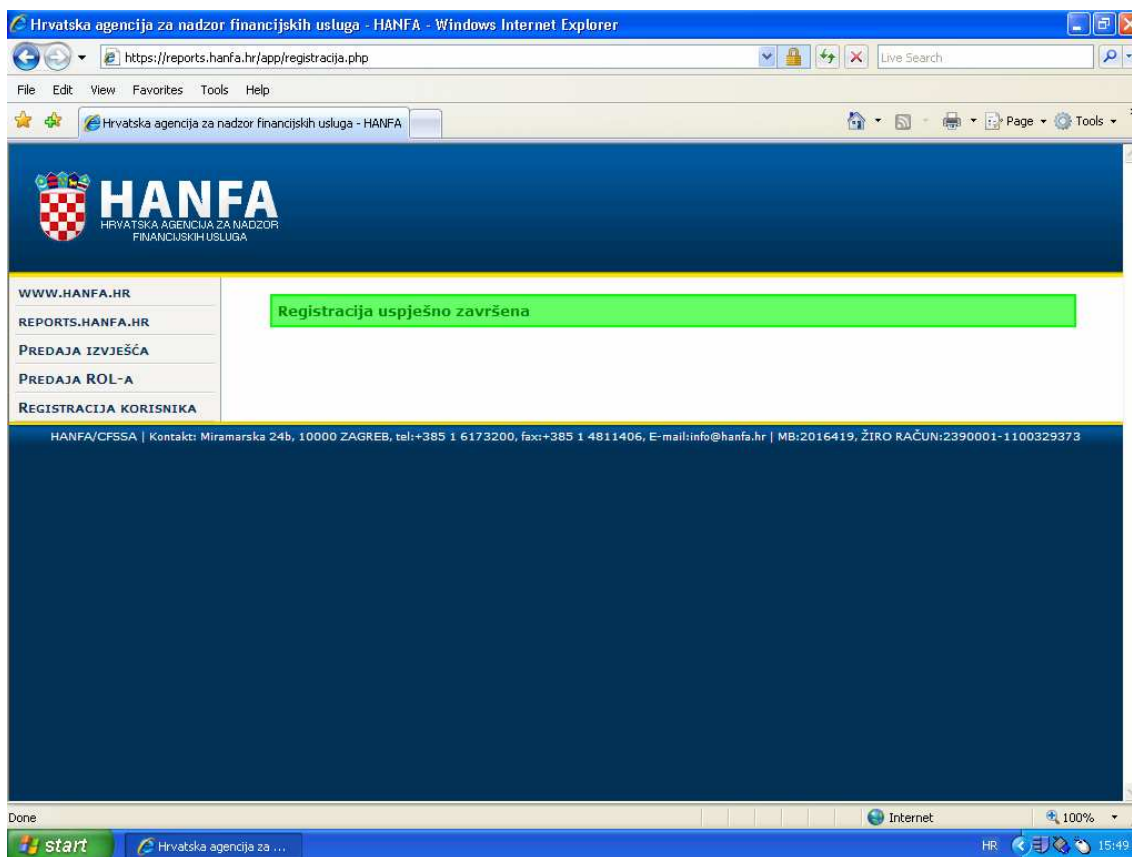 Hrvatska agencija za nadzor financijskih usluga - HANFA - Windows Internet Explorer
https://reports.hanfa.hr/app/registracija.php
Live Search
File Edit View Favorites Tools Help
Hrvatska agencija za nadzor financijskih usluga - HANFA
Page Tools
HANFA
HRVATSKA AGENCIJA ZA NADZOR
FINANCIJSKIH USLUGA
WWW.HANFA.HR
REPORTS.HANFA.HR
PREDAJA IZVJEŠĆA
PREDAJA ROL-A
REGISTRACIJA KORISNIKA
Registracija uspješno završena
HANFA/CFSSA | Kontakt: Miramarska 24b, 10000 ZAGREB, tel:+385 1 6173200, fax:+385 1 4811406, E-mail:info@hanfa.hr | MB:2016419, ŽIRO RAČUN:2390001-1100329373
Done
Internet
100%
start
Hrvatska agencija za ...
HR
15:49